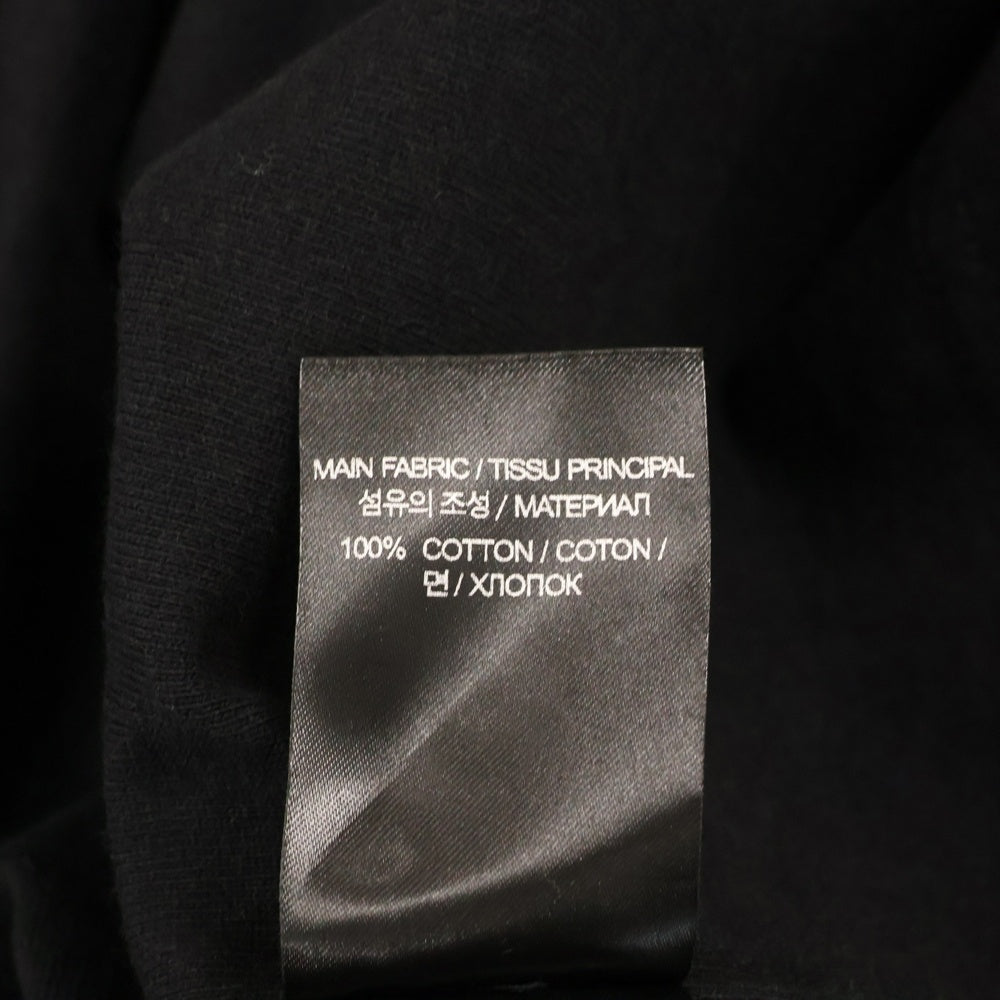 MAIN FABRIC / TISSU PRINCIPAL
섬유의 조성 / МАТЕРИАЛ
100% COTTON / COTON /
면 / ХЛОПОК